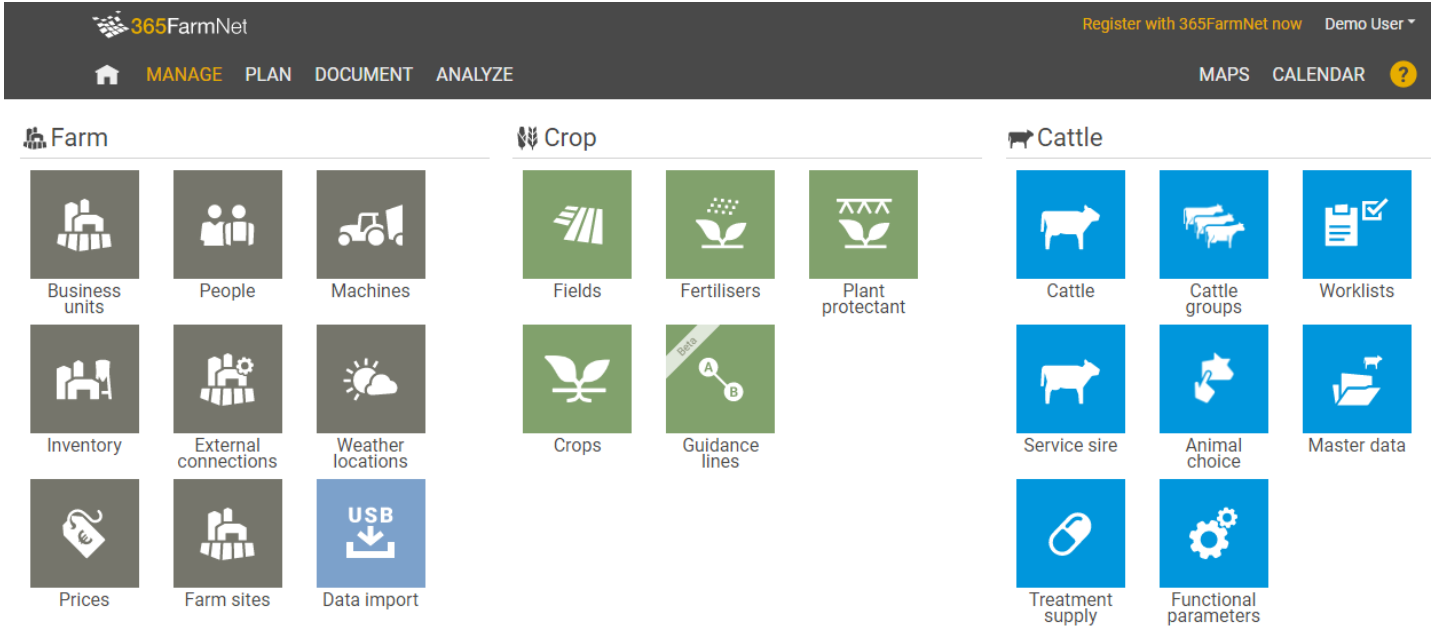 365FarmNet
Register with 365FarmNet now
Demo User
MANAGE
PLAN
DOCUMENT
ANALYZE
MAPS
CALENDAR
?
Farm
Crop
Cattle
Business
units
People
Machines
Fields
Fertilisers
Plant
protectant
Cattle
Cattle
groups
Worklists
Inventory
External
connections
Weather
locations
Crops
Beta
A
B
Guidance
lines
Service sire
Animal
choice
Master data
€
Prices
Farm sites
USB
Data import
Treatment
supply
Functional
parameters